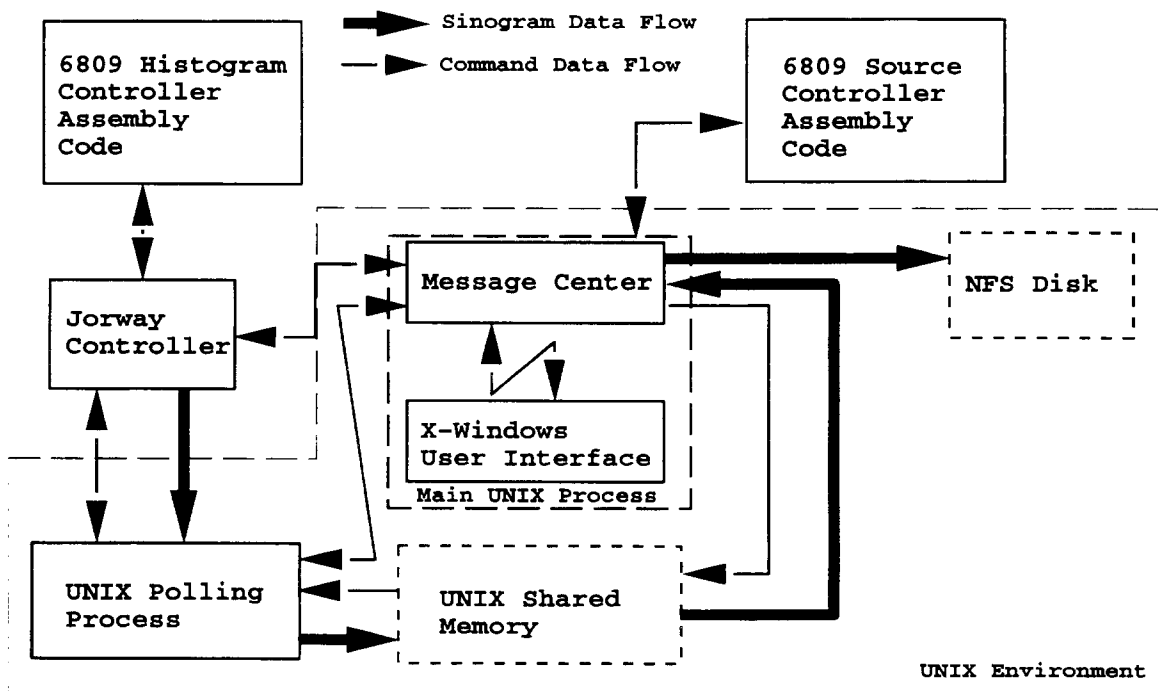 Sinogram Data Flow
Command Data Flow
6809 Histogram
Controller
Assembly
Code
6809 Source
Controller
Assembly
Code
Message Center
NFS Disk
Jorway
Controller
X-Windows
User Interface
Main UNIX Process
UNIX Polling
Process
UNIX Shared
Memory
UNIX Environment